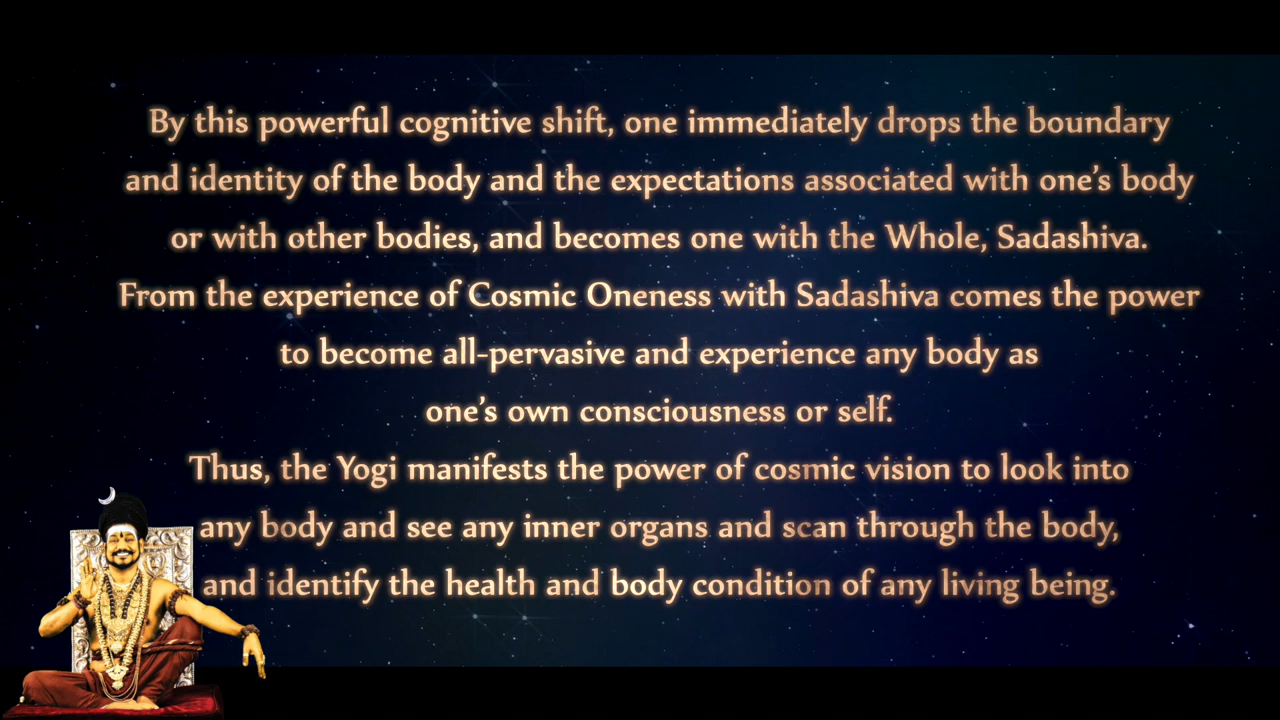 By this powerful cognitive shift, one immediately drops the boundary
and identity of the body and the expectations associated with one's body
or with other bodies, and becomes one with the Whole, Sadashiva.
From the experience of Cosmic Oneness with Sadashiva comes the power
to become all-pervasive and experience any body as
one's own consciousness or self.
Thus, the Yogi manifests the power of cosmic vision to look into
any body and see any inner organs and scan through the body,
and identify the health and body condition of any living being.